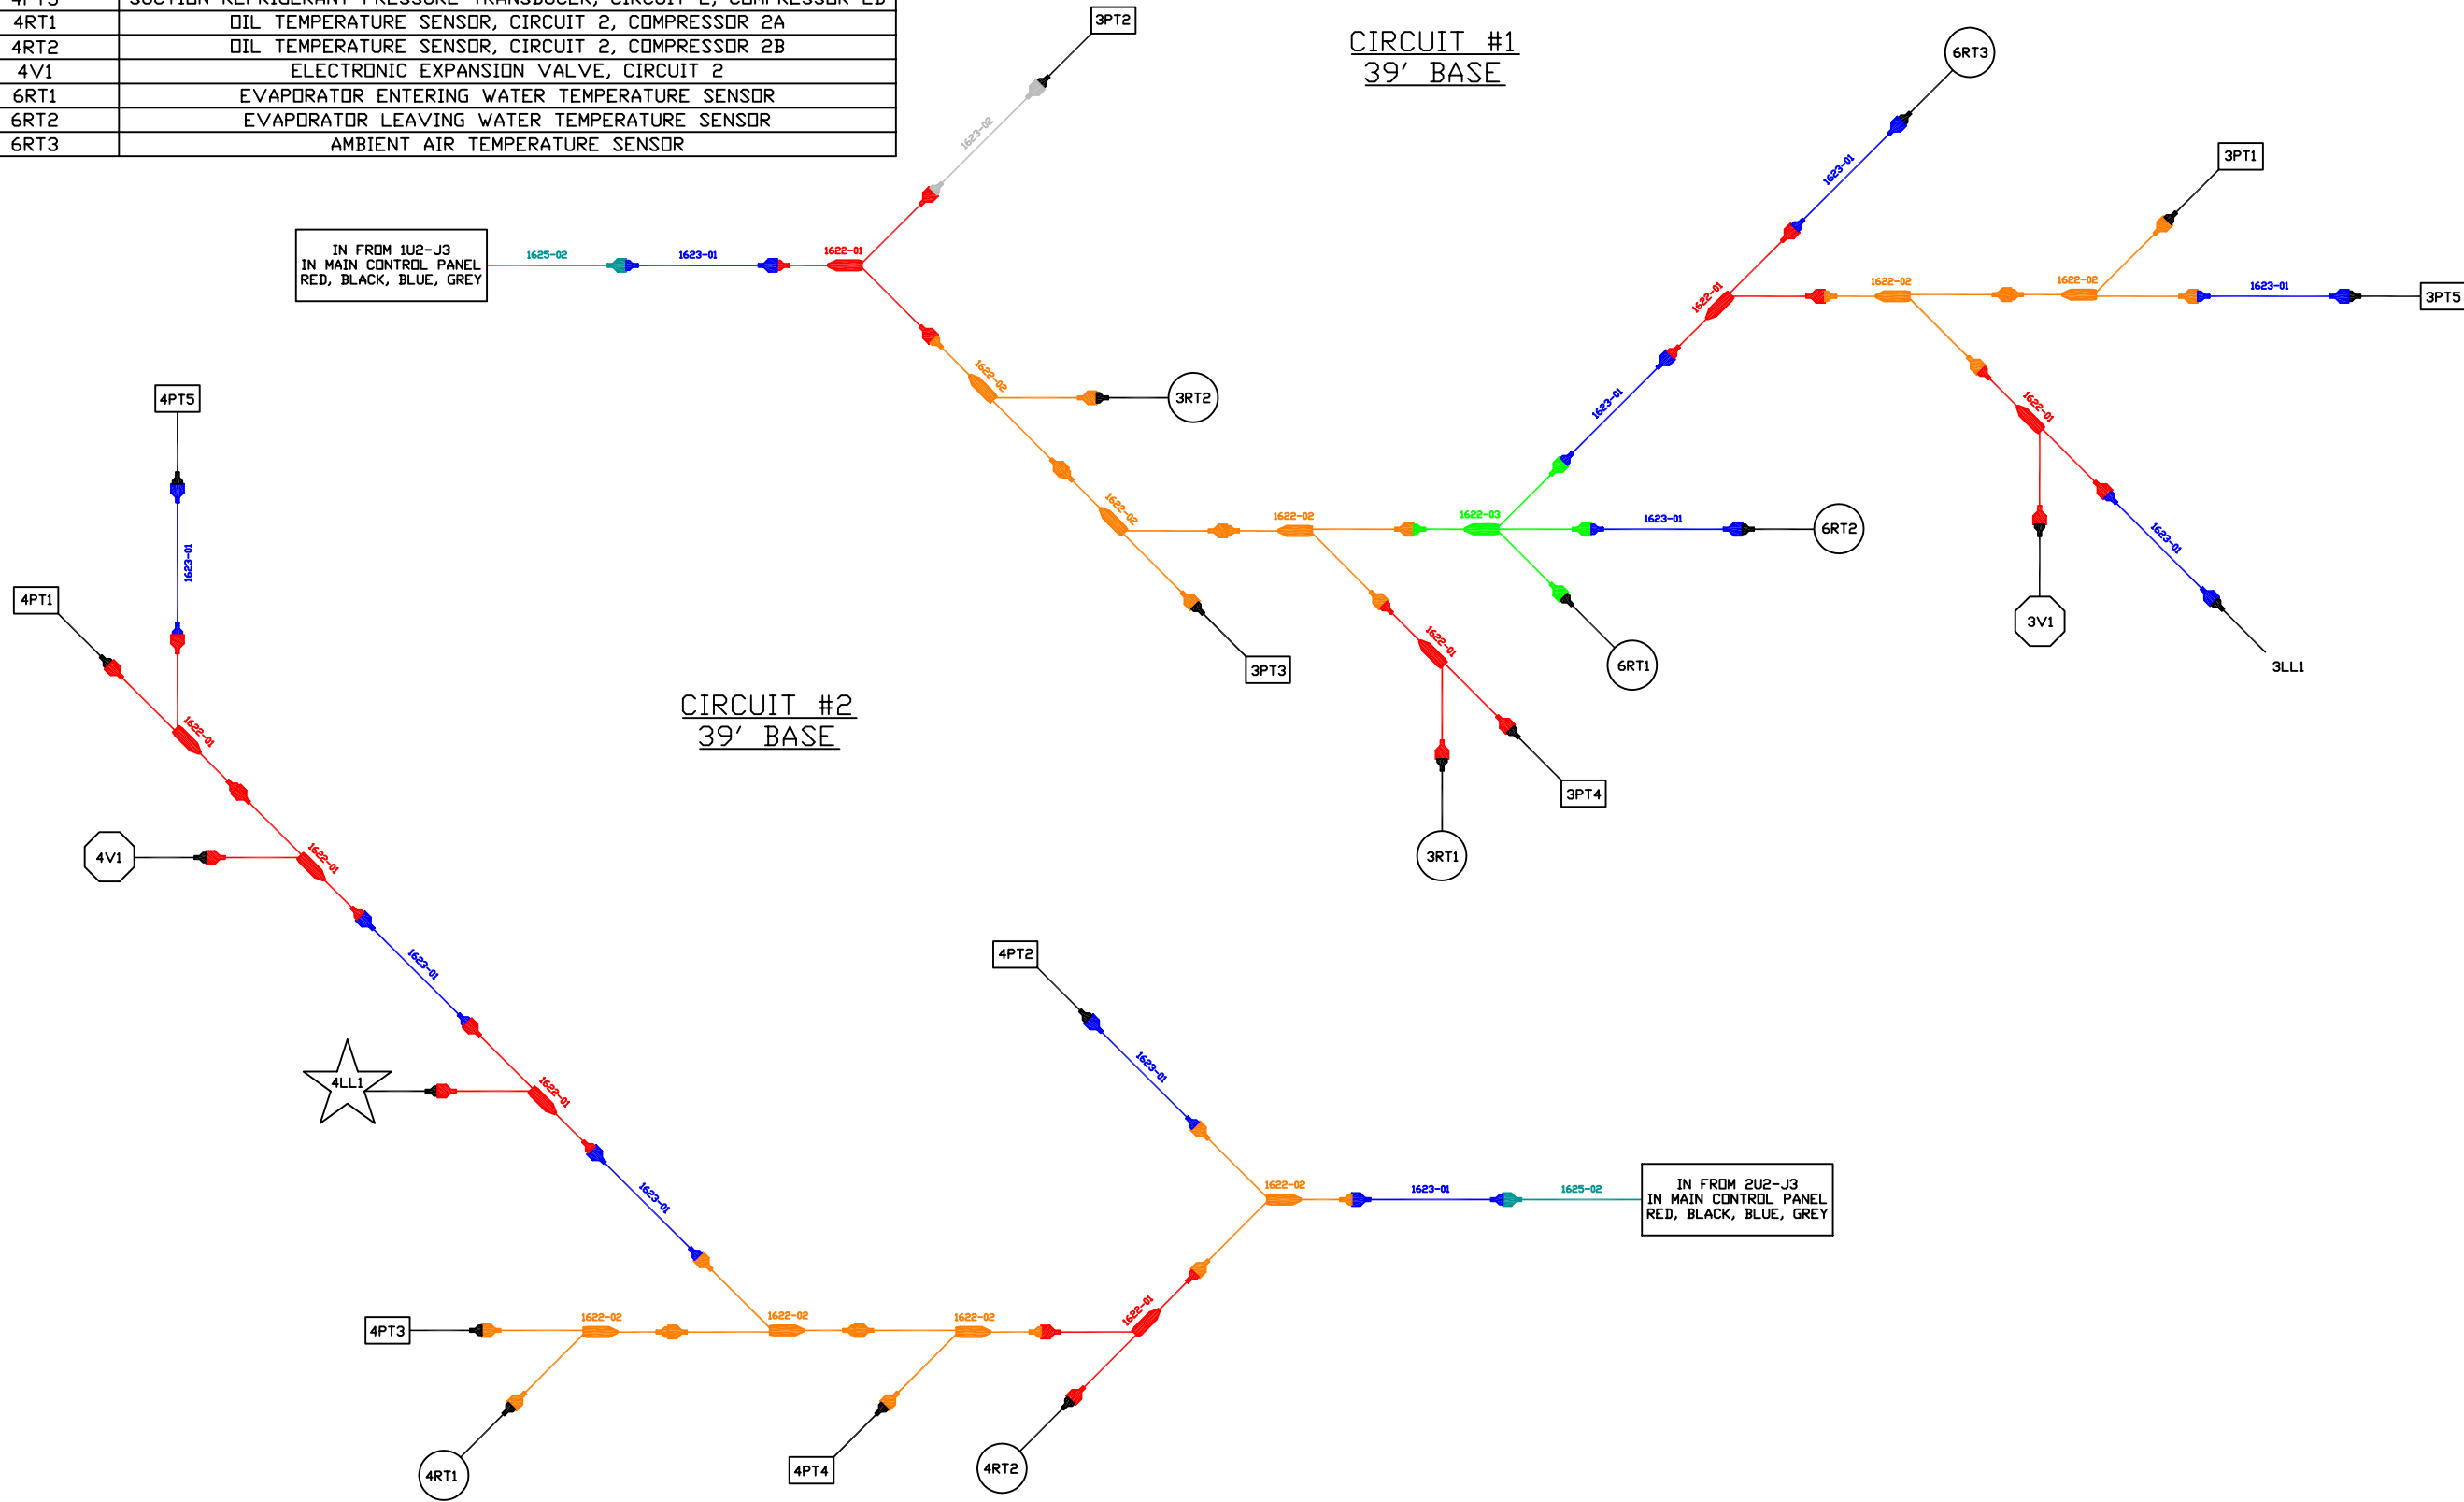 4RT1 OIL TEMPERATURE SENSOR, CIRCUIT 2, COMPRESSOR 2A
4RT2 OIL TEMPERATURE SENSOR, CIRCUIT 2, COMPRESSOR 2B
4V1 ELECTRONIC EXPANSION VALVE, CIRCUIT 2
6RT1 EVAPORATOR ENTERING WATER TEMPERATURE SENSOR
6RT2 EVAPORATOR LEAVING WATER TEMPERATURE SENSOR
6RT3 AMBIENT AIR TEMPERATURE SENSOR
CIRCUIT #1
39' BASE
3PT2
1623-02
IN FROM 1U2-J3
IN MAIN CONTROL PANEL
RED, BLACK, BLUE, GREY
1625-02
1623-01
1622-01
1622-02
3RT2
1622-02
3PT3
1622-02
1622-01
3RT1
3PT4
1622-03
6RT1
1623-01
6RT2
1623-01
1622-01
1623-01
6RT3
1622-02
1622-02
3PT1
1623-01
3PT5
1622-01
3V1
1623-01
3LL1
CIRCUIT #2
39' BASE
4PT5
1623-01
4PT1
1622-01
4V1
1622-01
1623-01
4LL1
1622-01
1623-01
4PT3
1622-02
4RT1
1622-02
1622-02
4PT4
1622-01
4RT2
4PT2
1623-01
1622-02
1623-01
1625-02
IN FROM 2U2-J3
IN MAIN CONTROL PANEL
RED, BLACK, BLUE, GREY